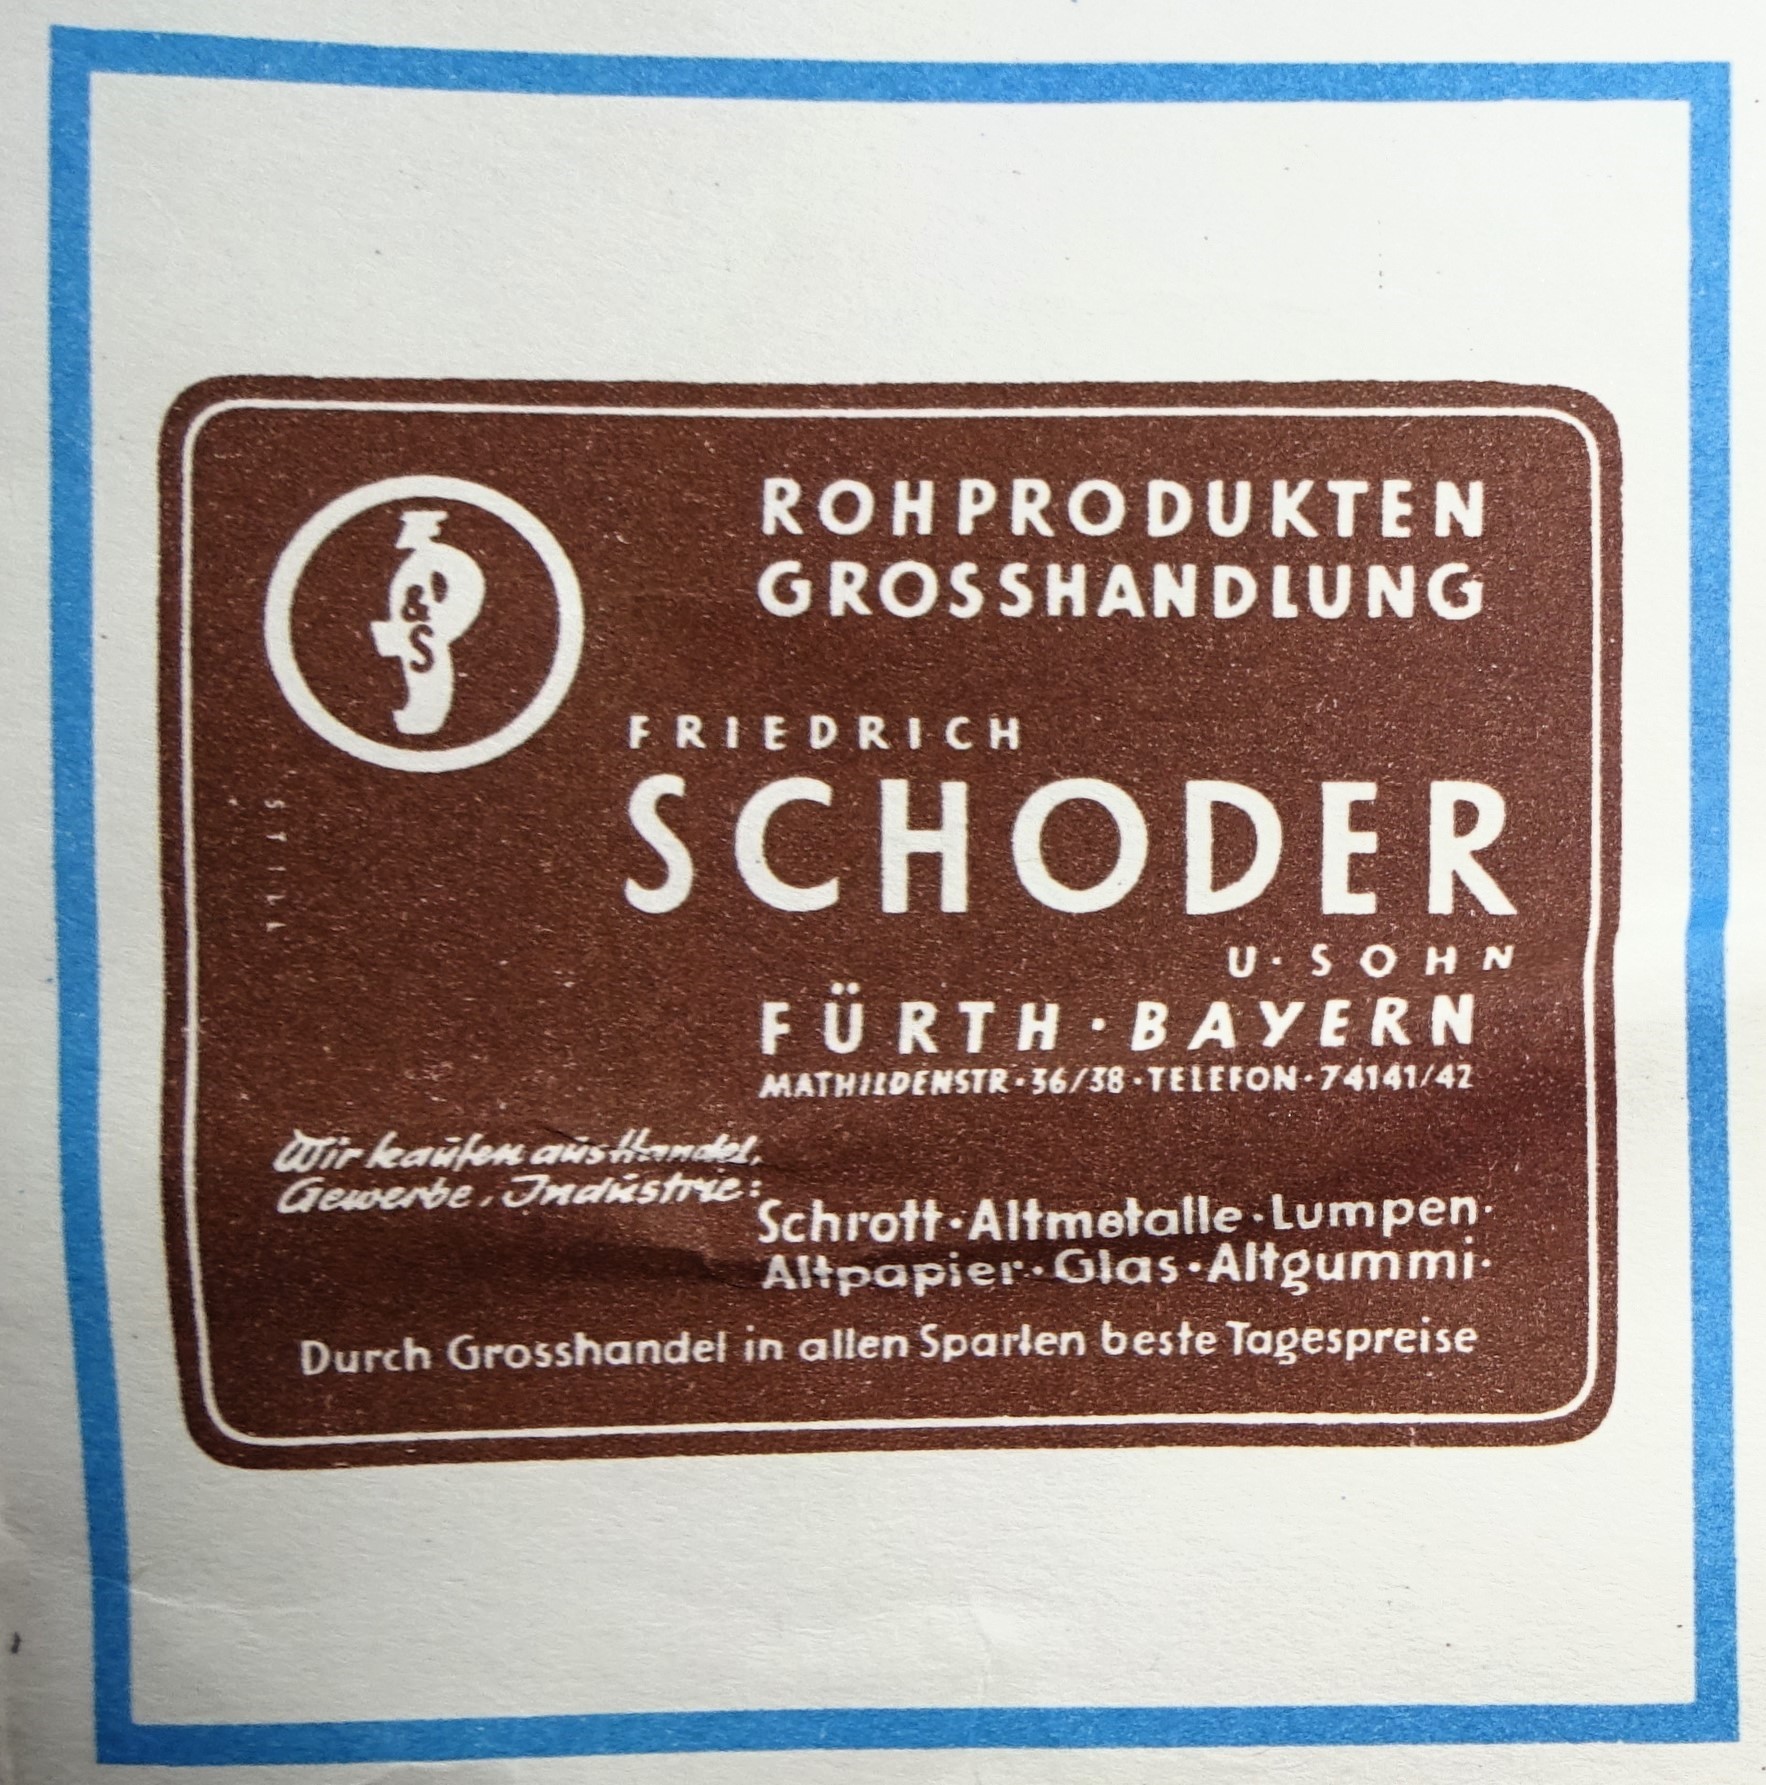 ROHPRODUKTEN
GROSSHANDLUNG
&
S
FRIEDRICH
SCHODER
U·SOHN
STILL
FÜRTH·BAYERN
MATHILDENSTR·36/38·TELEFON·74141/42
Wir kaufen aus Handel,
Gewerbe, Industrie:
Schrott·Altmetalle·Lumpen·
Altpapier·Glas·Altgummi·
Durch Grosshandel in allen Sparten beste Tagespreise